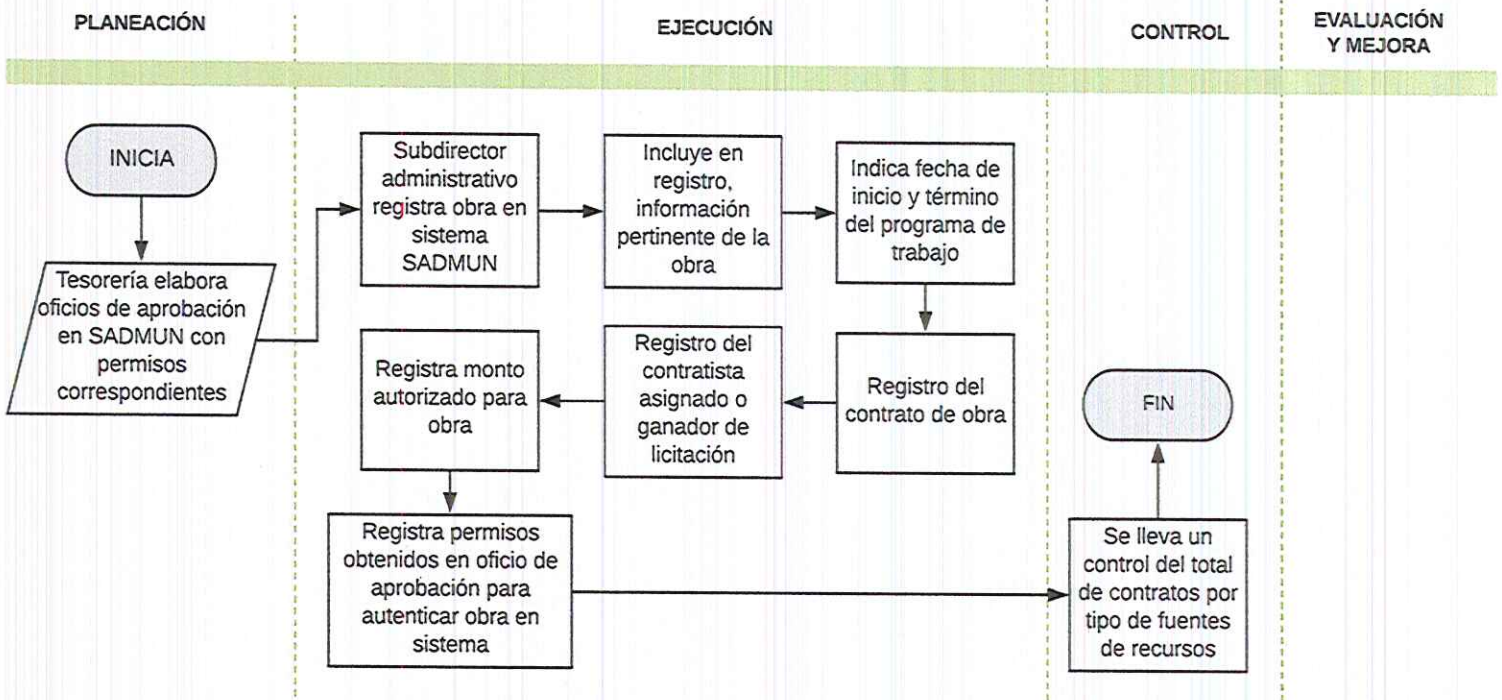 PLANEACIÓN
EJECUCIÓN
CONTROL
EVALUACIÓN
Y MEJORA
INICIA
Tesorería elabora
oficios de aprobación
en SADMUN con
permisos
correspondientes
Subdirector
administrativo
registra obra en
sistema
SADMUN
Incluye en
registro,
información
pertinente de la
obra
Indica fecha de
inicio y término
del programa de
trabajo
Registro del
contrato de obra
Registro del
contratista
asignado o
ganador de
licitación
Registra monto
autorizado para
obra
Registra permisos
obtenidos en oficio de
aprobación para
autenticar obra en
sistema
Se lleva un
control del total
de contratos por
tipo de fuentes
de recursos
FIN